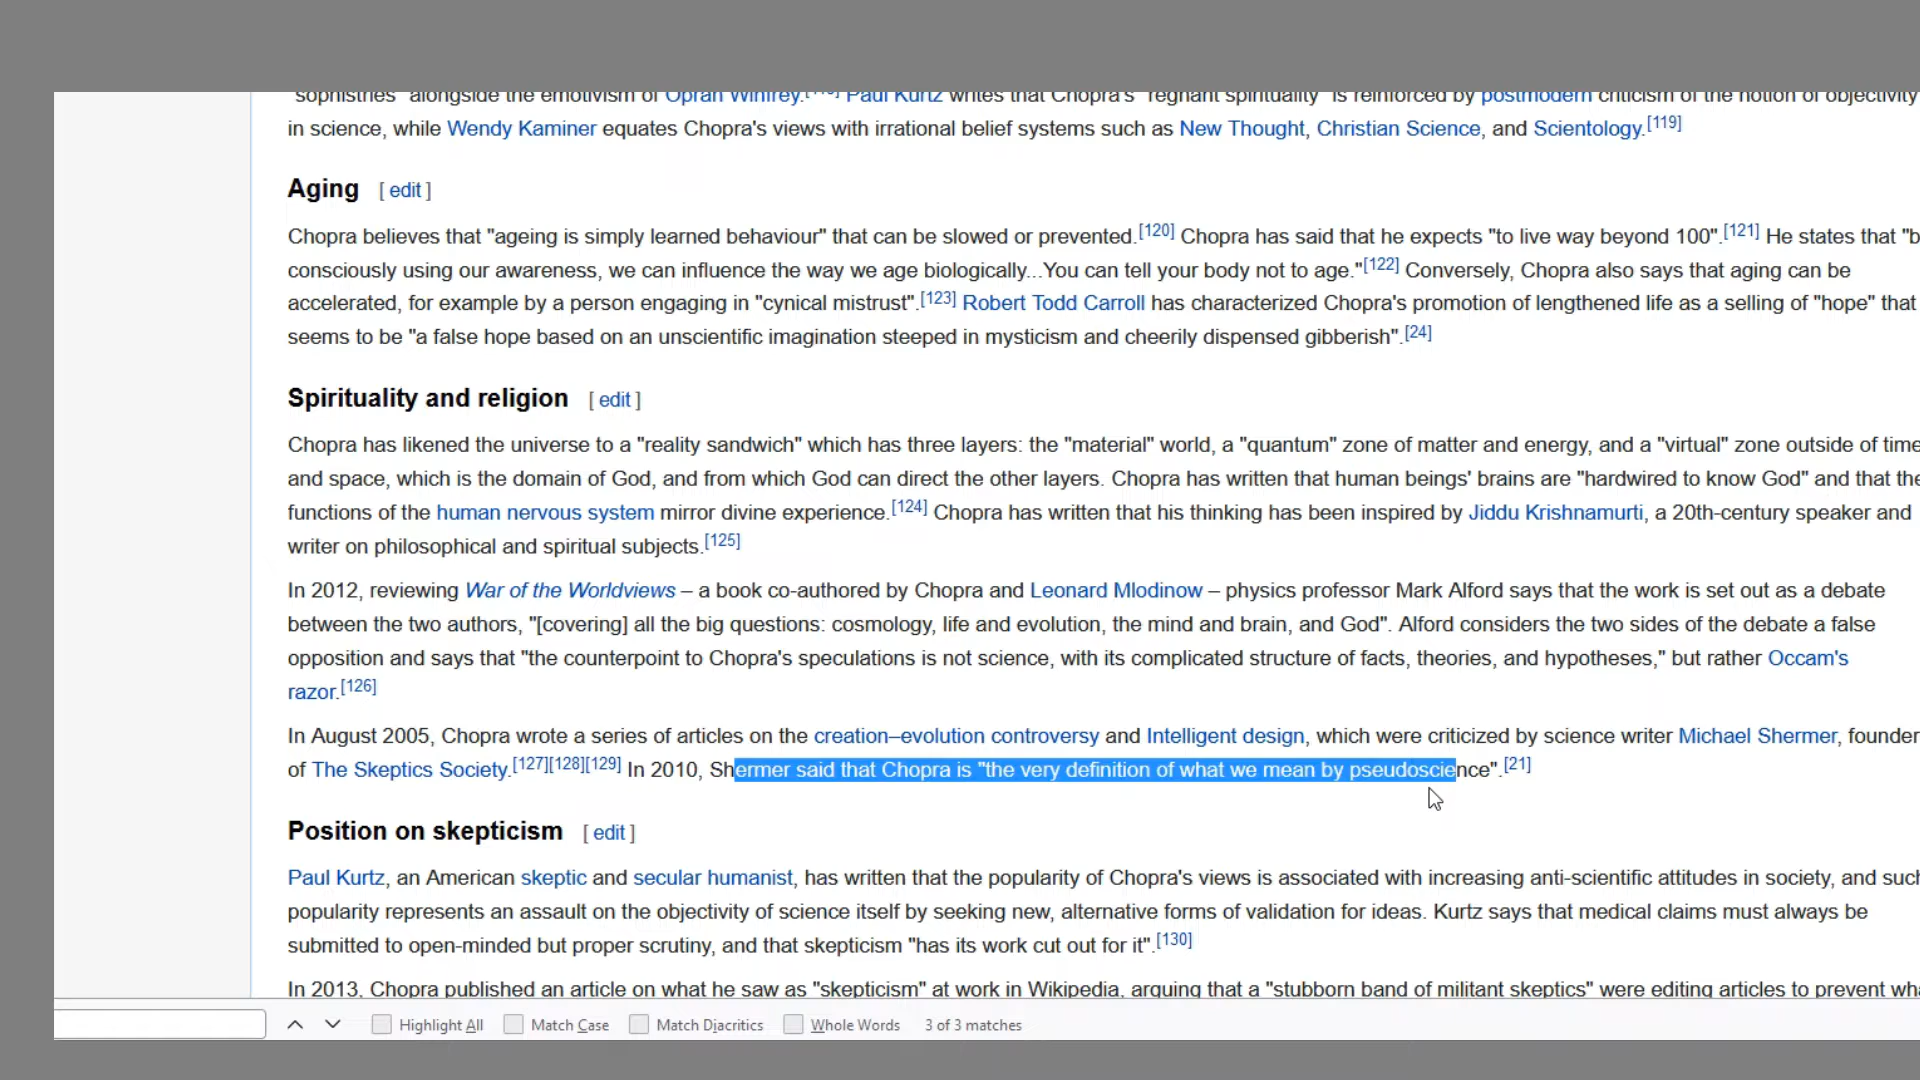 "sophistries" alongside the emotivism of Oprah Winfrey. Paul Kurtz writes that Chopra's "regnant spirituality" is reinforced by postmodern criticism of the notion of objectivity
in science, while Wendy Kaminer equates Chopra's views with irrational belief systems such as New Thought, Christian Science, and Scientology.[119]
Aging [ edit ]
Chopra believes that "ageing is simply learned behaviour" that can be slowed or prevented.[120] Chopra has said that he expects "to live way beyond 100".[121] He states that "b
consciously using our awareness, we can influence the way we age biologically...You can tell your body not to age."[122] Conversely, Chopra also says that aging can be
accelerated, for example by a person engaging in "cynical mistrust".[123] Robert Todd Carroll has characterized Chopra's promotion of lengthened life as a selling of "hope" that
seems to be "a false hope based on an unscientific imagination steeped in mysticism and cheerily dispensed gibberish".[24]
Spirituality and religion [ edit ]
Chopra has likened the universe to a "reality sandwich" which has three layers: the "material" world, a "quantum" zone of matter and energy, and a "virtual" zone outside of time
and space, which is the domain of God, and from which God can direct the other layers. Chopra has written that human beings' brains are "hardwired to know God" and that the
functions of the human nervous system mirror divine experience.[124] Chopra has written that his thinking has been inspired by Jiddu Krishnamurti, a 20th-century speaker and
writer on philosophical and spiritual subjects.[125]
In 2012, reviewing War of the Worldviews – a book co-authored by Chopra and Leonard Mlodinow – physics professor Mark Alford says that the work is set out as a debate
between the two authors, "[covering] all the big questions: cosmology, life and evolution, the mind and brain, and God". Alford considers the two sides of the debate a false
opposition and says that "the counterpoint to Chopra's speculations is not science, with its complicated structure of facts, theories, and hypotheses," but rather Occam's
razor.[126]
In August 2005, Chopra wrote a series of articles on the creation–evolution controversy and Intelligent design, which were criticized by science writer Michael Shermer, founder
of The Skeptics Society.[127][128][129] In 2010, Shermer said that Chopra is "the very definition of what we mean by pseudoscience".[21]
Position on skepticism [ edit ]
Paul Kurtz, an American skeptic and secular humanist, has written that the popularity of Chopra's views is associated with increasing anti-scientific attitudes in society, and such
popularity represents an assault on the objectivity of science itself by seeking new, alternative forms of validation for ideas. Kurtz says that medical claims must always be
submitted to open-minded but proper scrutiny, and that skepticism "has its work cut out for it".[130]
In 2013, Chopra published an article on what he saw as "skepticism" at work in Wikipedia, arguing that a "stubborn band of militant skeptics" were editing articles to prevent wha
Highlight All Match Case Match Diacritics Whole Words 3 of 3 matches